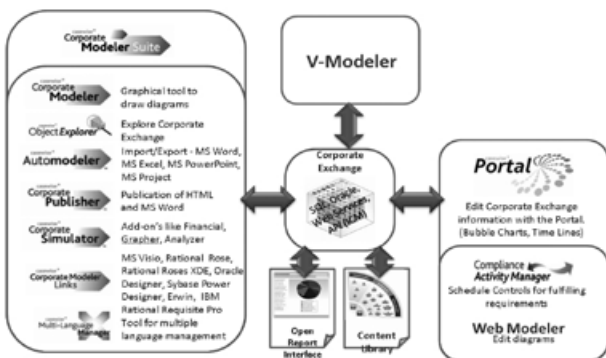 Corporate
Modeler Suite
Corporate
Modeler
Graphical tool to
draw diagrams
Object Explorer
Explore Corporate
Exchange
Automodeler
Import/Export - MS Word,
MS Excel, MS PowerPoint,
MS Project
Corporate
Publisher
Publication of HTML
and MS Word
Corporate
Simulator
Add-on's like Financial,
Grapher, Analyzer
Corporate Modeler
Links
MS Visio, Rational Rose,
Rational Roses XDE, Oracle
Designer, Sybase Power
Designer, Erwin, IBM
Rational Requisite Pro
Multi-Language
Manager
Tool for multiple
language management
V-Modeler
Corporate
Exchange
SQL, Oracle,
Web Services,
Open
Report
Interface
Content
Library
Portal
Edit Corporate Exchange
information with the Portal.
(Bubble Charts, Time Lines)
Compliance
Activity Manager
Schedule Controls for fulfilling
requirements
Web Modeler
Edit diagrams